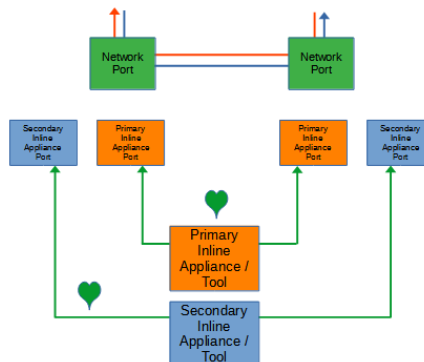 Network
Port
Network
Port
Secondary
Inline
Appliance
Port
Primary
Inline
Appliance
Port
Primary
Inline
Appliance
Port
Secondary
Inline
Appliance
Port
Primary
Inline
Appliance /
Tool
Secondary
Inline
Appliance /
Tool